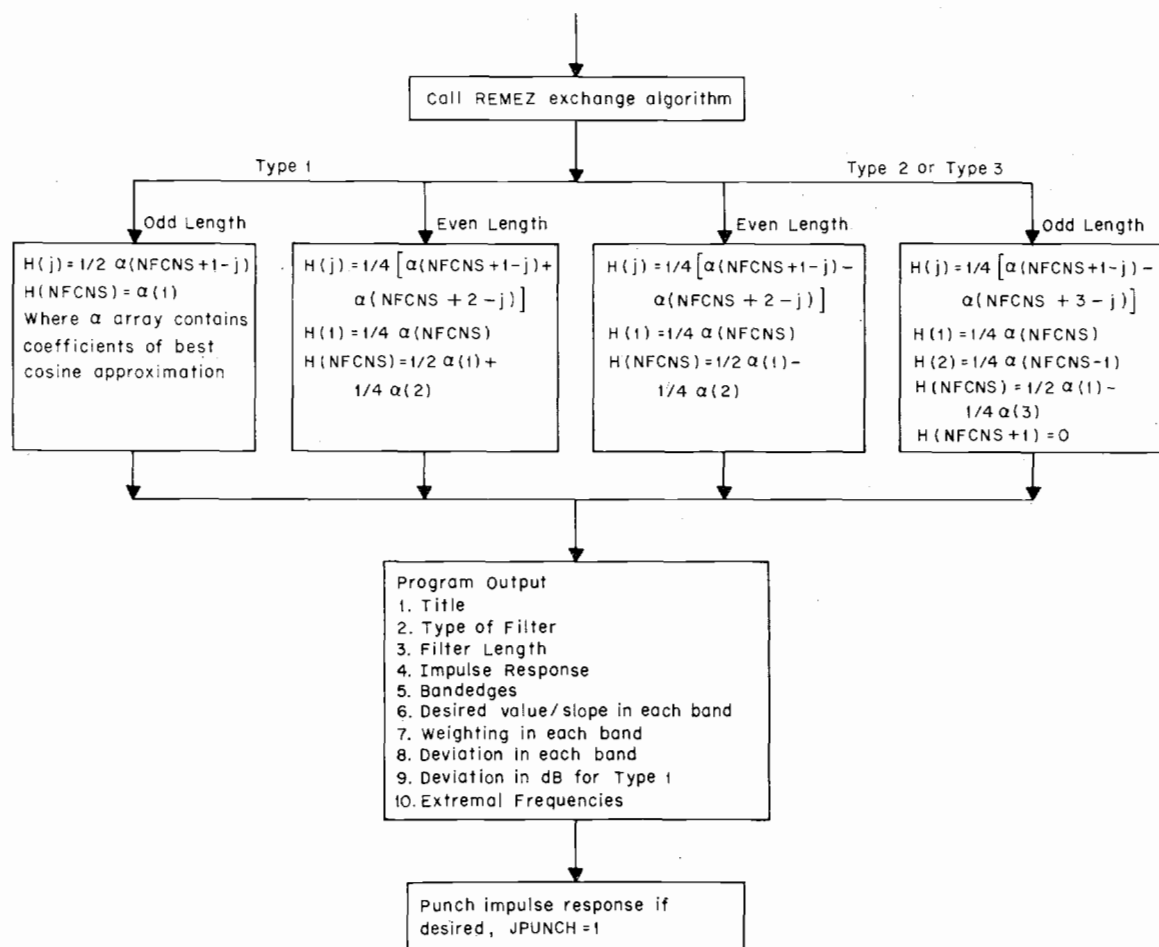 Call REMEZ exchange algorithm
Type 1
Type 2 or Type 3
Odd Length
H(j)=1/2 α(NFCNS+1-j)
H(NFCNS)=α(1)
Where α array contains
coefficients of best
cosine approximation
Even Length
H(j)=1/4 [α(NFCNS+1-j)+
α(NFCNS +2-j)]
H(1)=1/4 α(NFCNS)
H(NFCNS)=1/2 α(1)+
1/4 α(2)
Even Length
H(j)=1/4[α(NFCNS+1-j)-
α(NFCNS +2-j)]
H(1)=1/4 α(NFCNS)
H(NFCNS)=1/2 α(1)-
1/4 α(2)
Odd Length
H(j)=1/4 [α(NFCNS+1-j)-
α(NFCNS +3-j)]
H(1)=1/4 α(NFCNS)
H(2)=1/4 α(NFCNS-1)
H(NFCNS)=1/2 α(1)-
1/4 α(3)
H(NFCNS+1)=0
Program Output
1. Title
2. Type of Filter
3. Filter Length
4. Impulse Response
5. Bandedges
6. Desired value/slope in each band
7. Weighting in each band
8. Deviation in each band
9. Deviation in dB for Type 1
10. Extremal Frequencies
Punch impulse response if
desired, JPUNCH=1